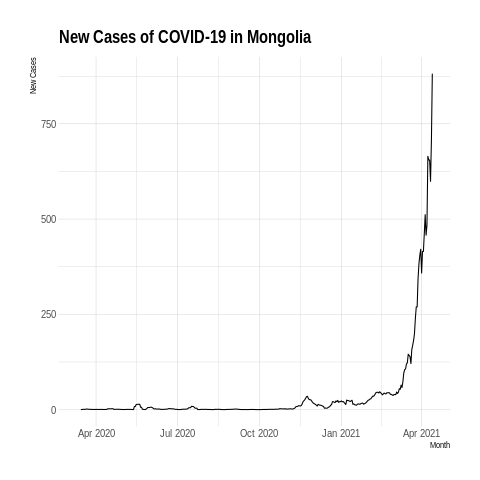 New Cases of COVID-19 in Mongolia
New Cases
750
500
250
0
Apr 2020 Jul 2020 Oct 2020 Jan 2021 Apr 2021
Month